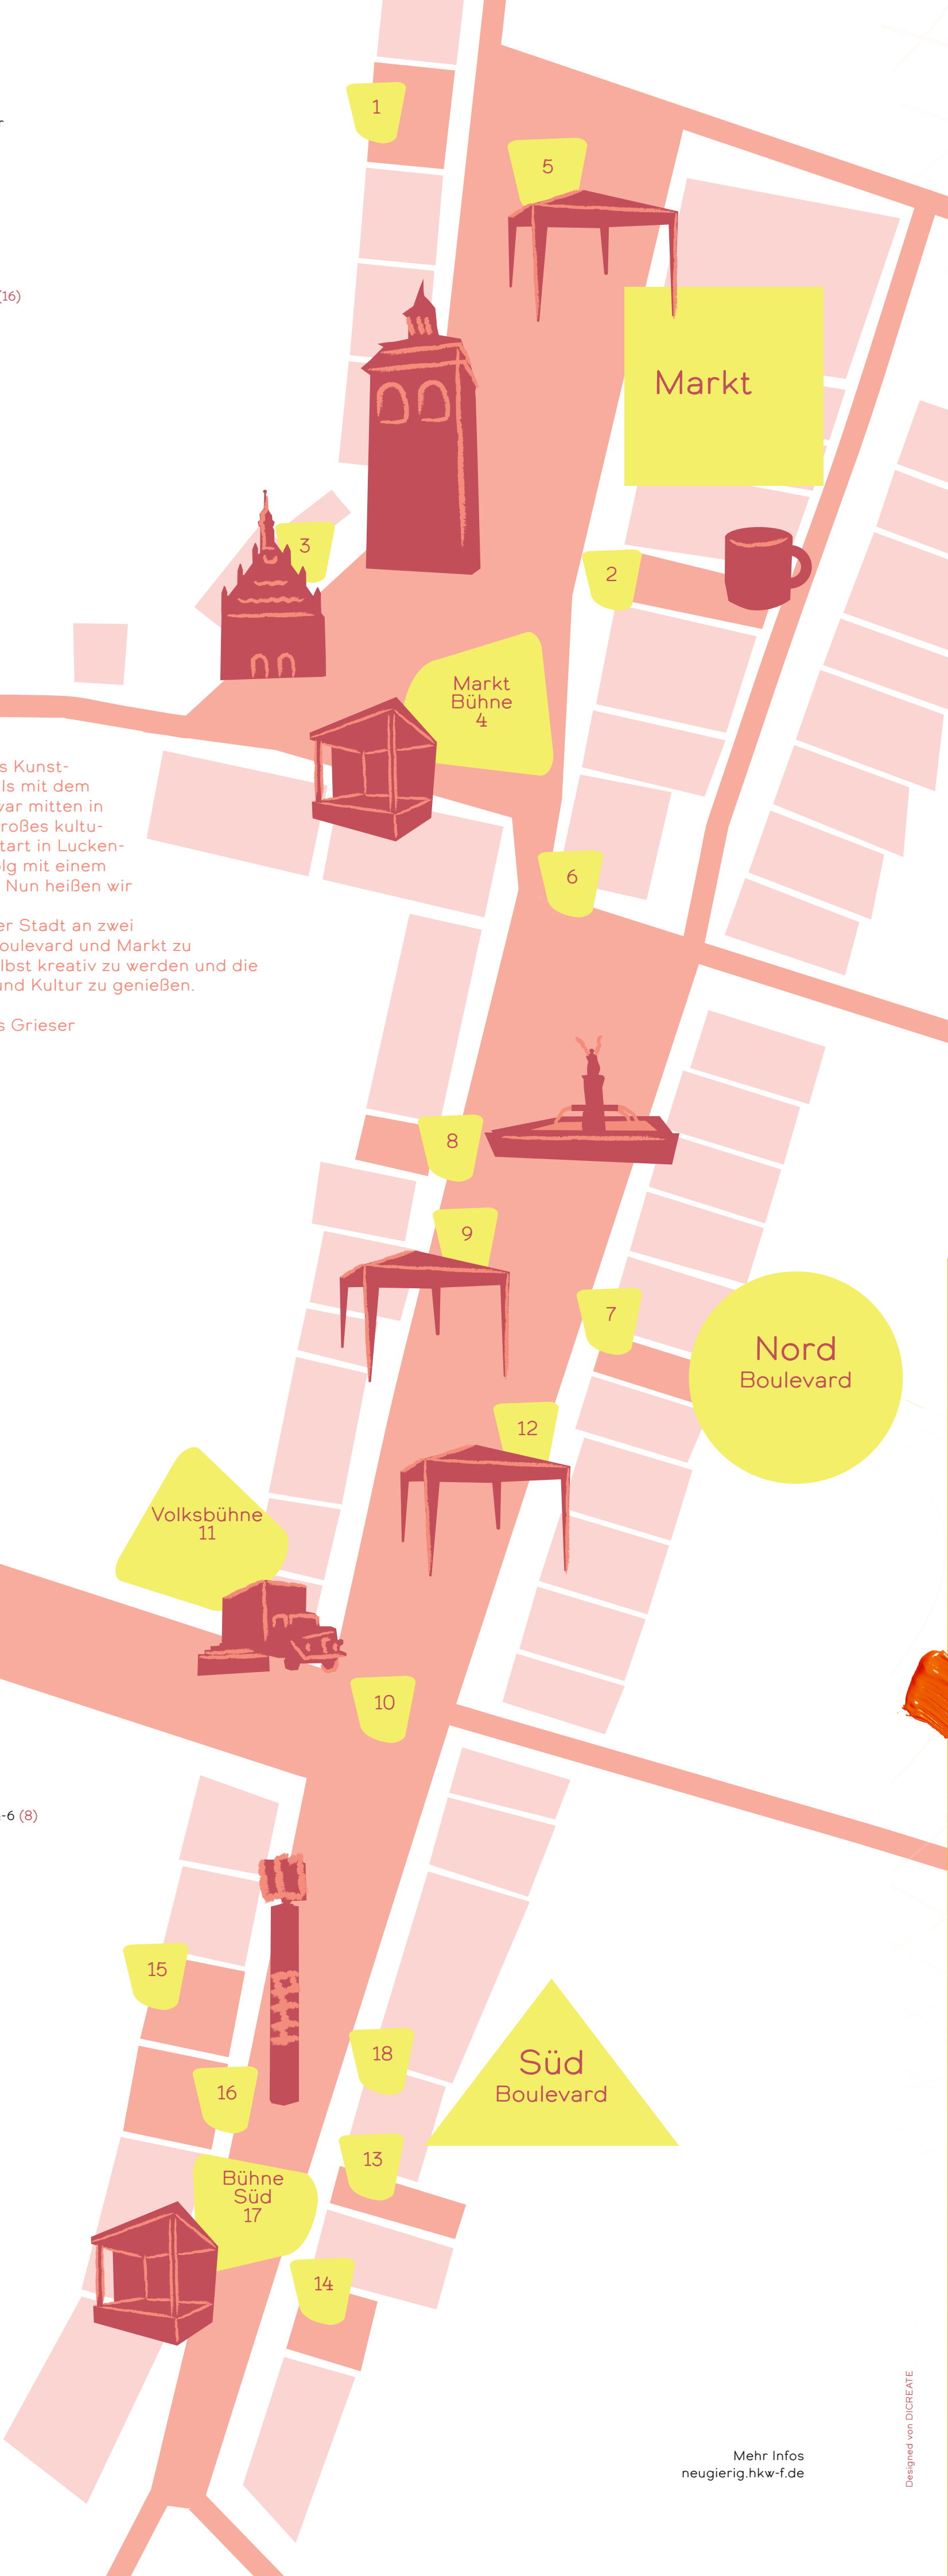 r
1
5
(16)
Markt
3
2
Markt
Bühne
4
s Kunst-
ls mit dem
var mitten in
roßes kultu-
tart in Lucken-
lg mit einem
Nun heißen wir
er Stadt an zwei
oulevard und Markt zu
lbst kreativ zu werden und die
und Kultur zu genießen.
s Grieser
6
8
9
7
Nord
Boulevard
12
Volksbühne
11
10
-6 (8)
15
18
Süd
Boulevard
16
13
Bühne
Süd
17
14
Mehr Infos
neugierig.hkw-f.de
Designed von DICREATE